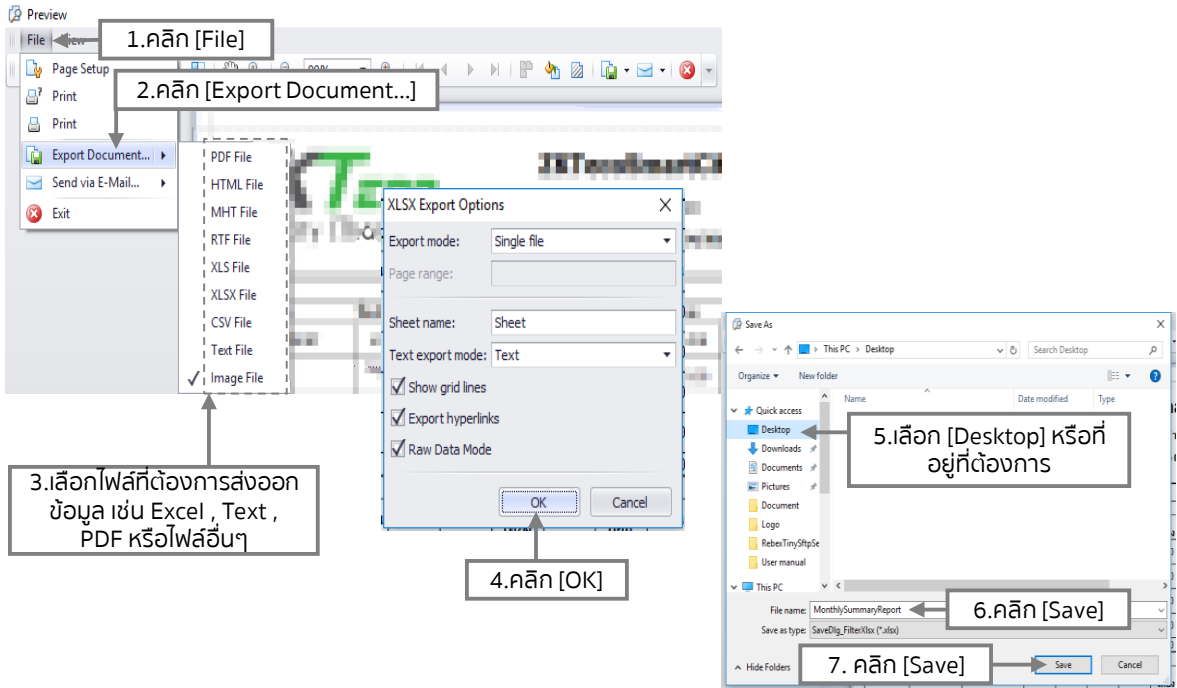 Preview
File
1.คลิก [File]
Page Setup
2.คลิก [Export Document...]
Print
Print
Export Document...
Send via E-Mail...
Exit
PDF File
HTML File
MHT File
RTF File
XLS File
XLSX File
CSV File
Text File
Image File
3.เลือกไฟล์ที่ต้องการส่งออก
ข้อมูล เช่น Excel , Text ,
PDF หรือไฟล์อื่นๆ
XLSX Export Options
Export mode: Single file
Page range:
Sheet name: Sheet
Text export mode: Text
Show grid lines
Export hyperlinks
Raw Data Mode
OK Cancel
4.คลิก [OK]
Save As
This PC > Desktop
Search Desktop
Organize New folder
Name Date modified Type
Quick access
Desktop
Downloads
Documents
Pictures
Document
Logo
RebexTinySftpSe
User manual
This PC
5.เลือก [Desktop] หรือที่
อยู่ที่ต้องการ
File name: MonthlySummaryReport
6.คลิก [Save]
Save as type: SaveDlg_FilterXlsx (*.xlsx)
Hide Folders
7. คลิก [Save]
Save Cancel